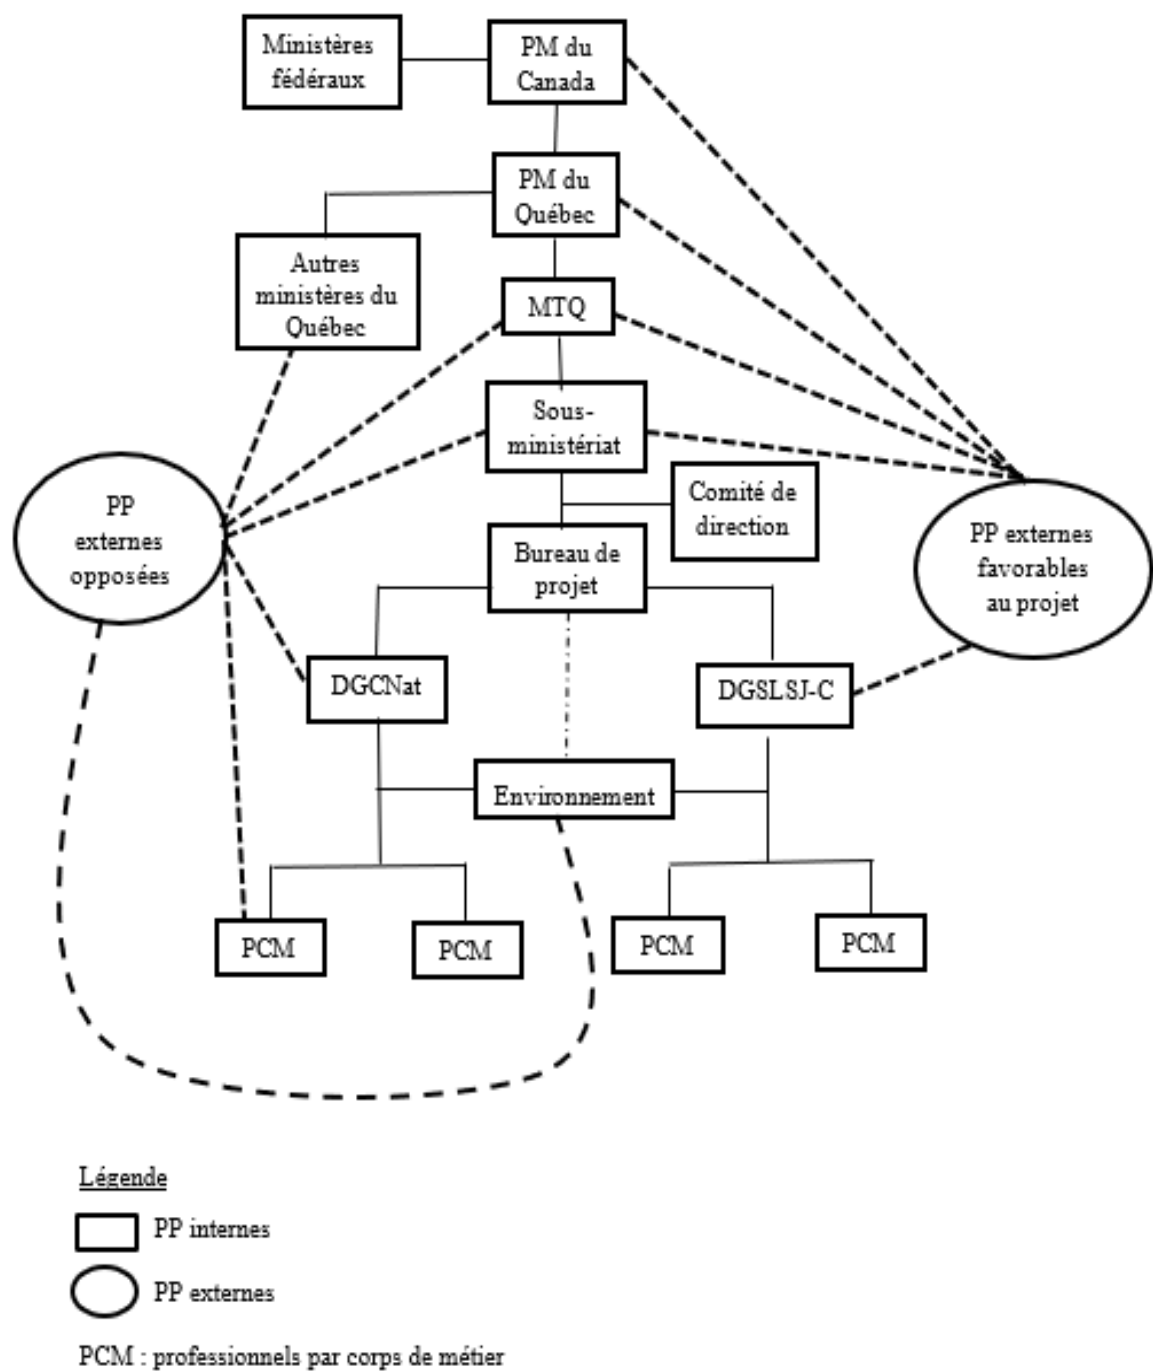 Ministères
fédéraux
PM du
Canada
PM du
Québec
Autres
ministères du
Québec
MTQ
Sous-
ministériat
Comité de
direction
PP
externes
opposées
PP externes
favorables
au projet
Bureau de
projet
DGCNat
DGSLSJ-C
Environnement
PCM
PCM
PCM
PCM
Légende
PP internes
PP externes
PCM : professionnels par corps de métier